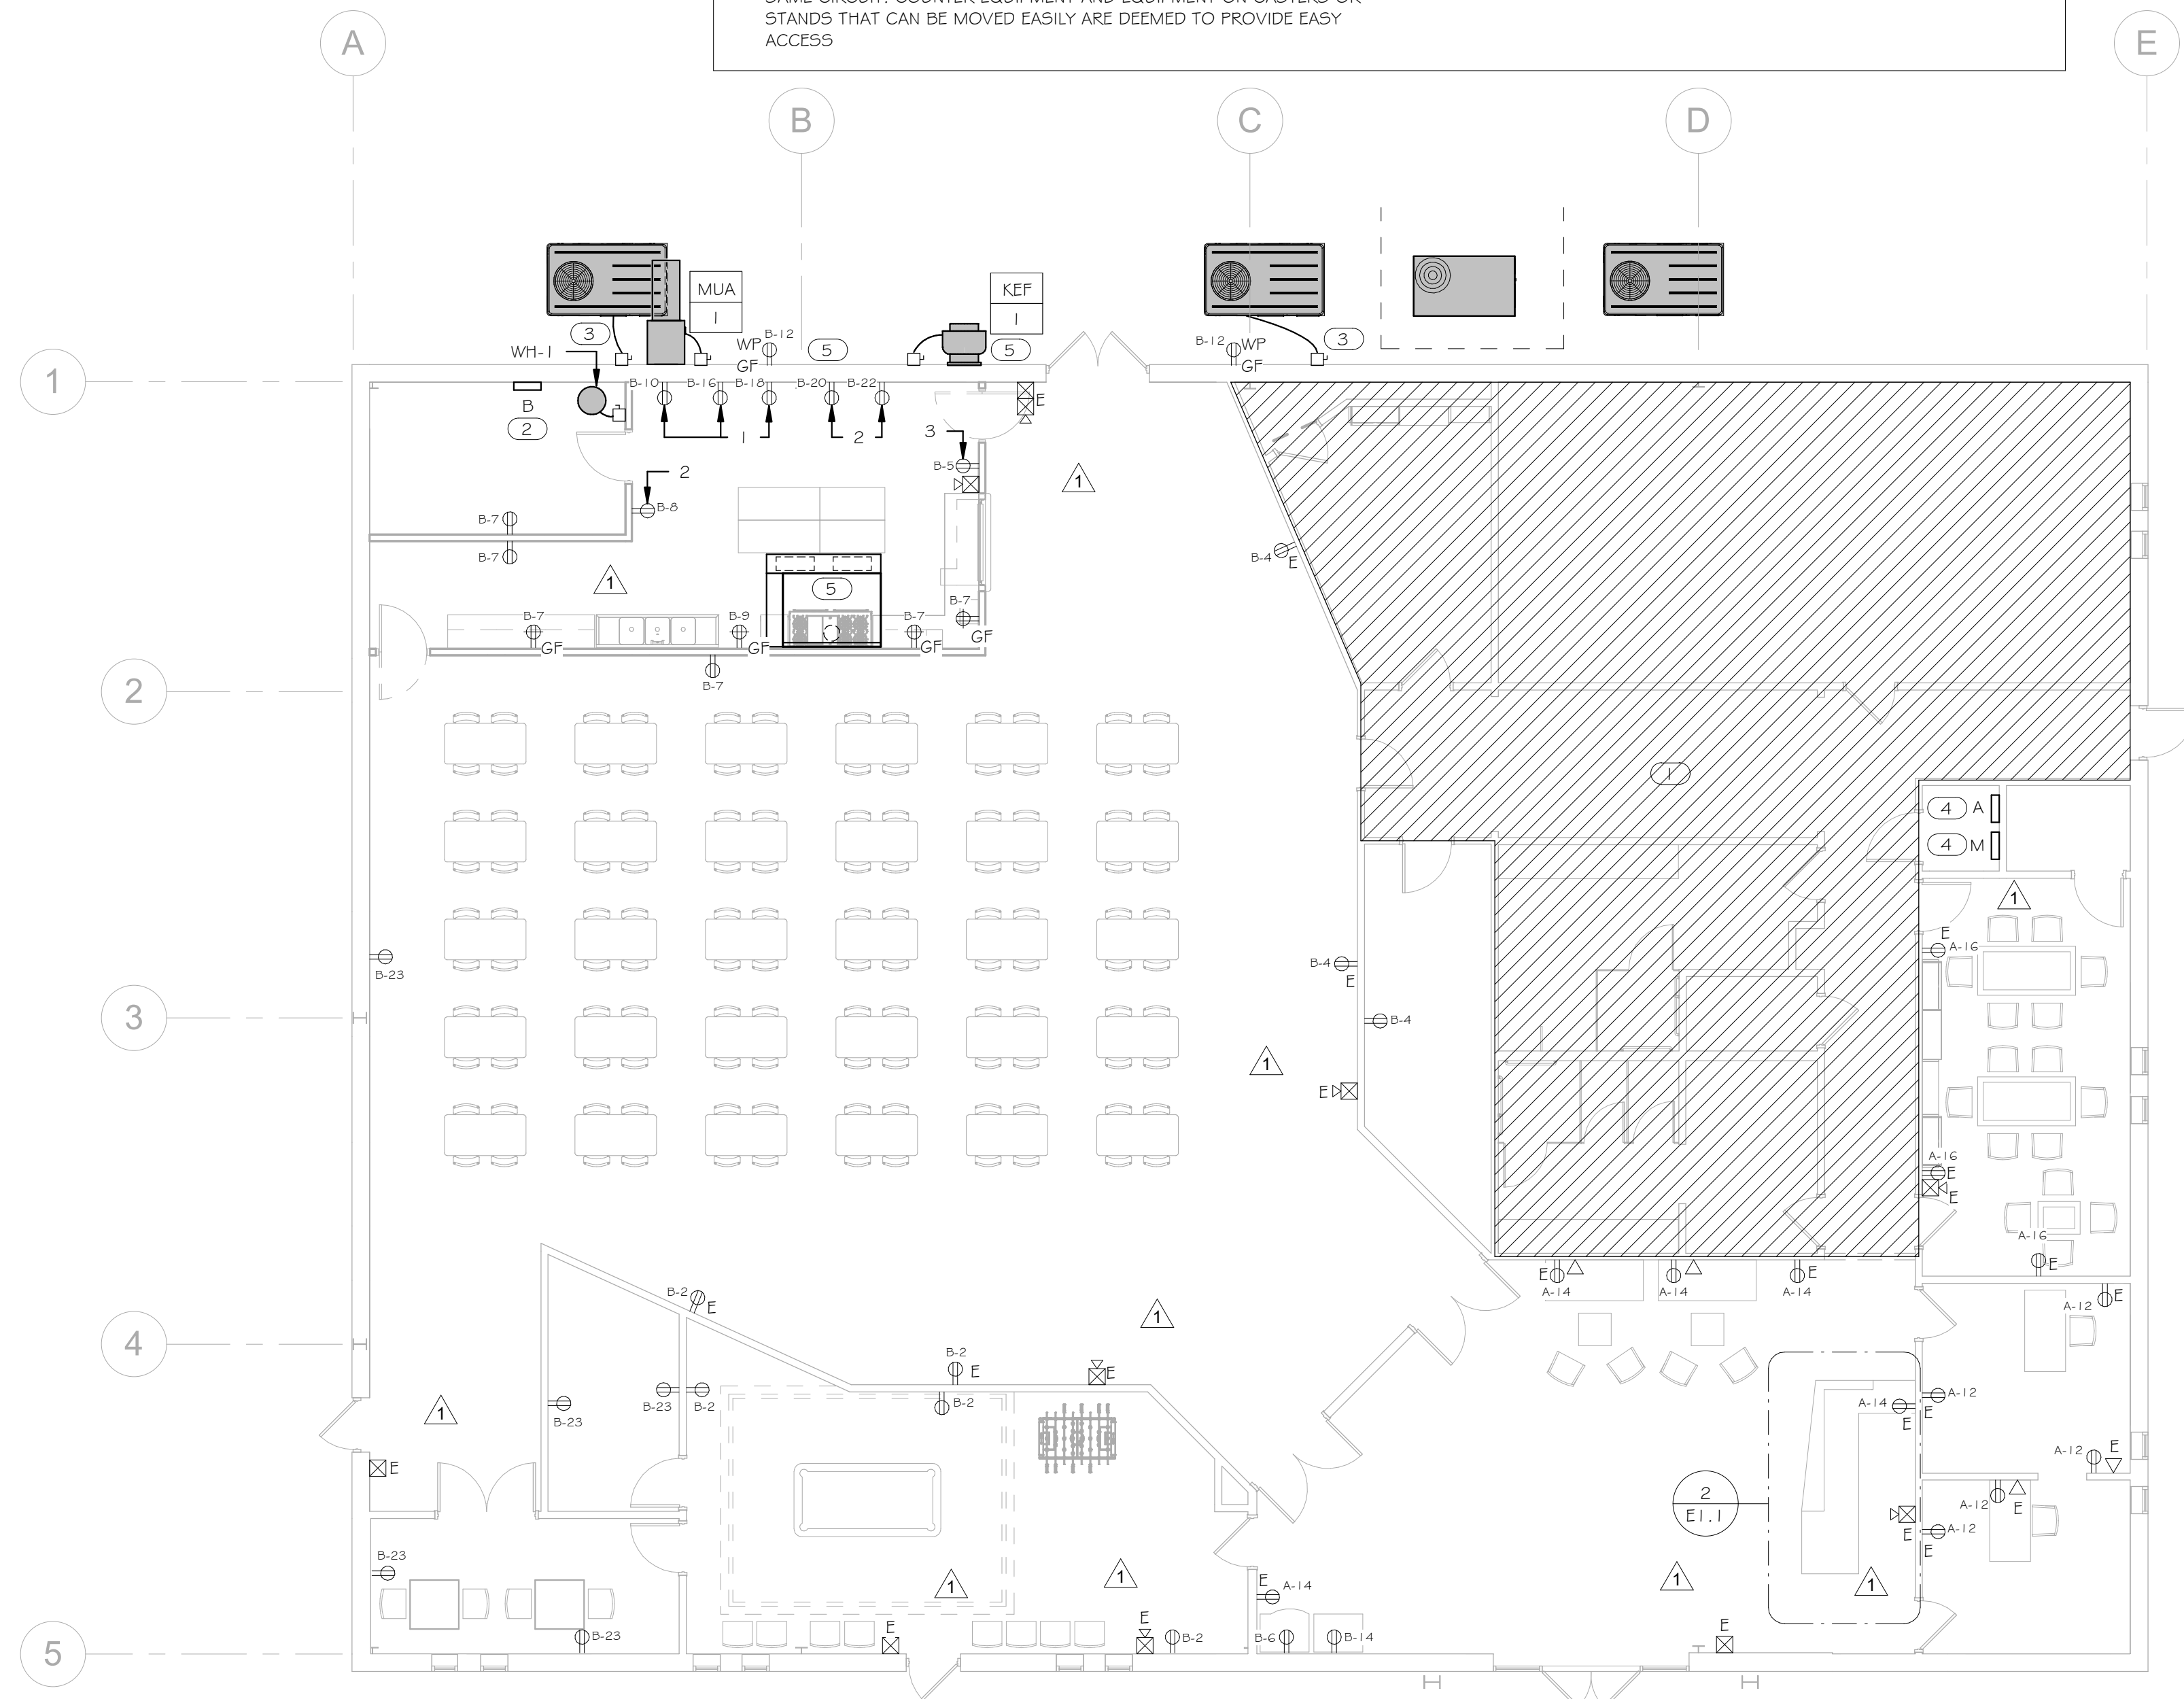 STANDS THAT CAN BE MOVED EASILY ARE DEEMED TO PROVIDE EASY
ACCESS
A
E
B
C
D
MUA
1
KEF
1
3
B-12
WP
GF
5
5
B-12
WP
GF
3
WH-1
1
B
2
B-10
B-16
B-18
B-20
B-22
E
1
2
3
B-5
1
2
B-8
B-7
B-7
B-4
E
1
5
B-7
GF
B-9
GF
B-7
GF
B-7
GF
B-7
2
1
4
A
4
M
1
E
A-16
B-23
B-4
E
B-4
3
1
E
A-16
E
E
A-16
E
E
A-14
A-14
A-14
E
A-12
E
B-2
E
1
4
B-2
E
E
B-23
B-23
B-2
B-2
1
A-14
E
A-12
E
E
A-12
E
2
E1.1
A-12
E
E
A-12
E
B-23
1
1
E
A-14
1
1
B-23
E
E
B-2
B-6
B-14
E
5